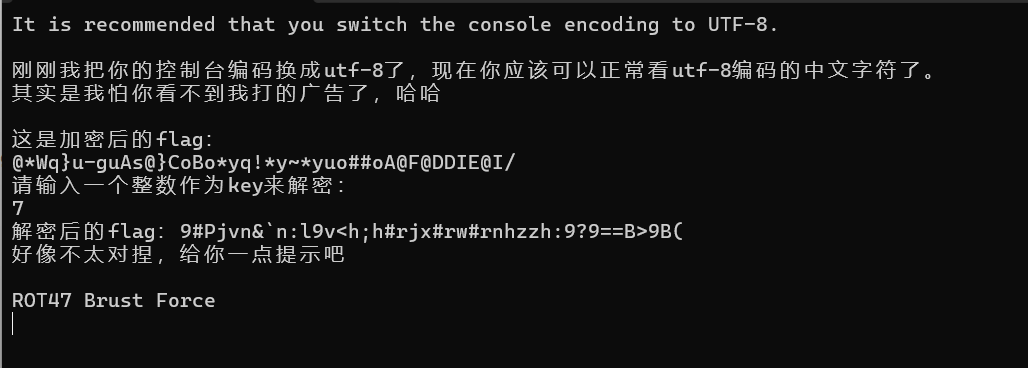 It is recommended that you switch the console encoding to UTF-8.
刚刚我把你的控制台编码换成utf-8了，现在你应该可以正常看utf-8编码的中文字符了。
其实是我怕你看不到我打的广告了，哈哈
这是加密后的flag：
@*Wq}u-guAs@}CoBo*yq!*y~*yuo##oA@F@DDIE@I/
请输入一个整数作为key来解密：
7
解密后的flag：9#Pjvn&`n:l9v<h;h#rjx#rw#rnhzzh:9?9==B>9B(
好像不太对捏，给你一点提示吧
ROT47 Brust Force